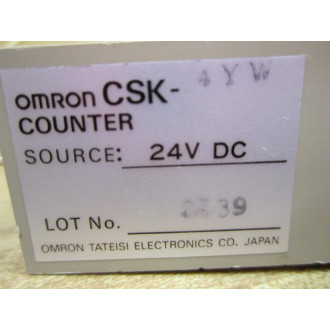 omron CSK-4YW
COUNTER
SOURCE: 24V DC
LOT No.
OMRON TATEISI ELECTRONICS CO. JAPAN